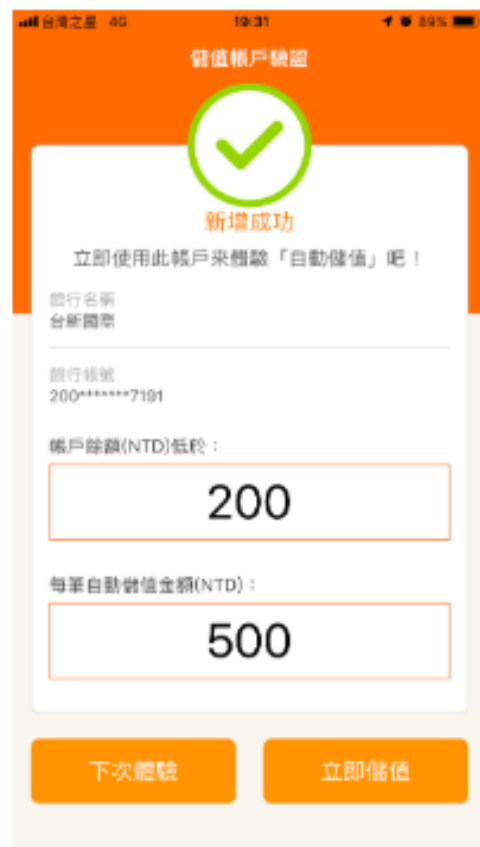 台灣之星 4G 19:31 89%
儲值帳戶驗證
新增成功
立即使用此帳戶來體驗「自動儲值」吧！
銀行名稱
台新國際
銀行帳號
200*******7191
帳戶餘額(NTD)低於：
200
每筆自動儲值金額(NTD)：
500
下次體驗 立即儲值